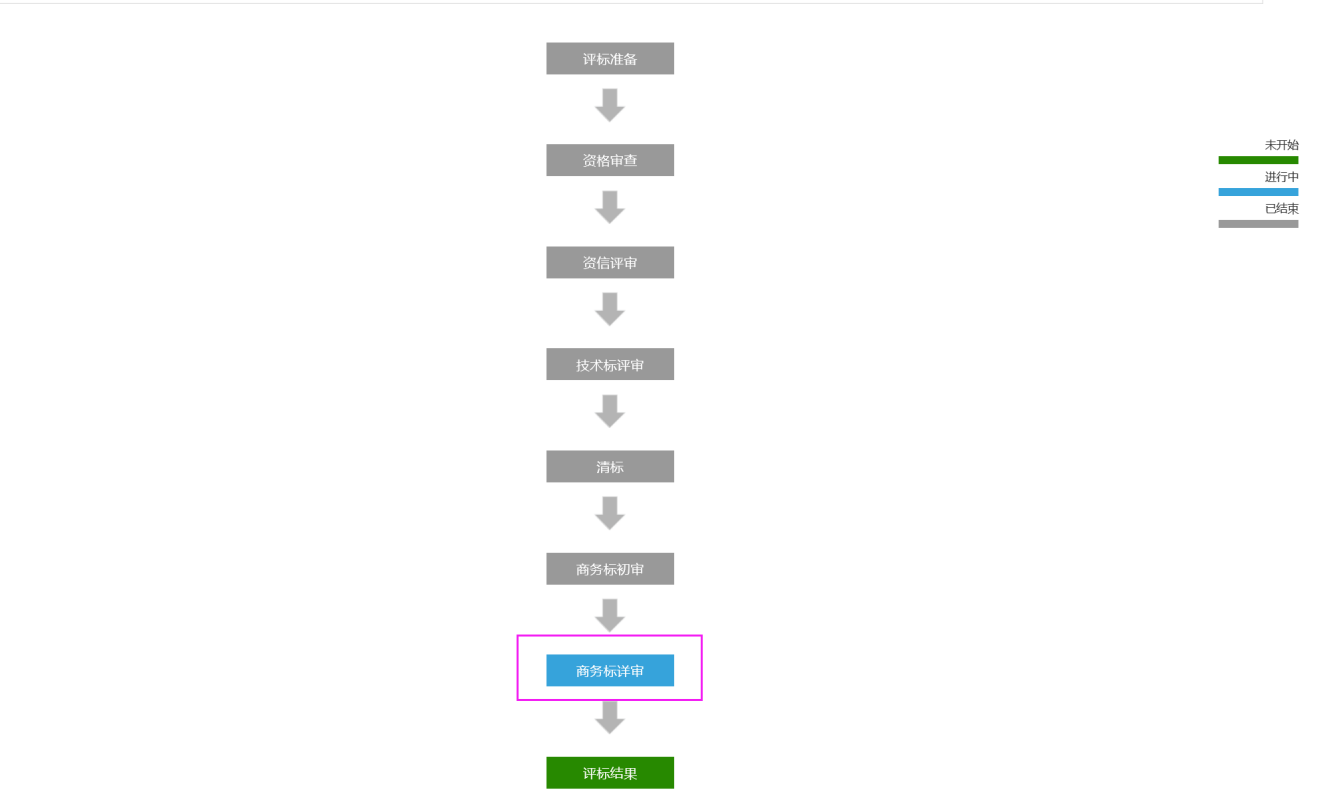 评标准备
资格审查
资信评审
技术标评审
清标
商务标初审
商务标详审
评标结果
未开始
进行中
已结束